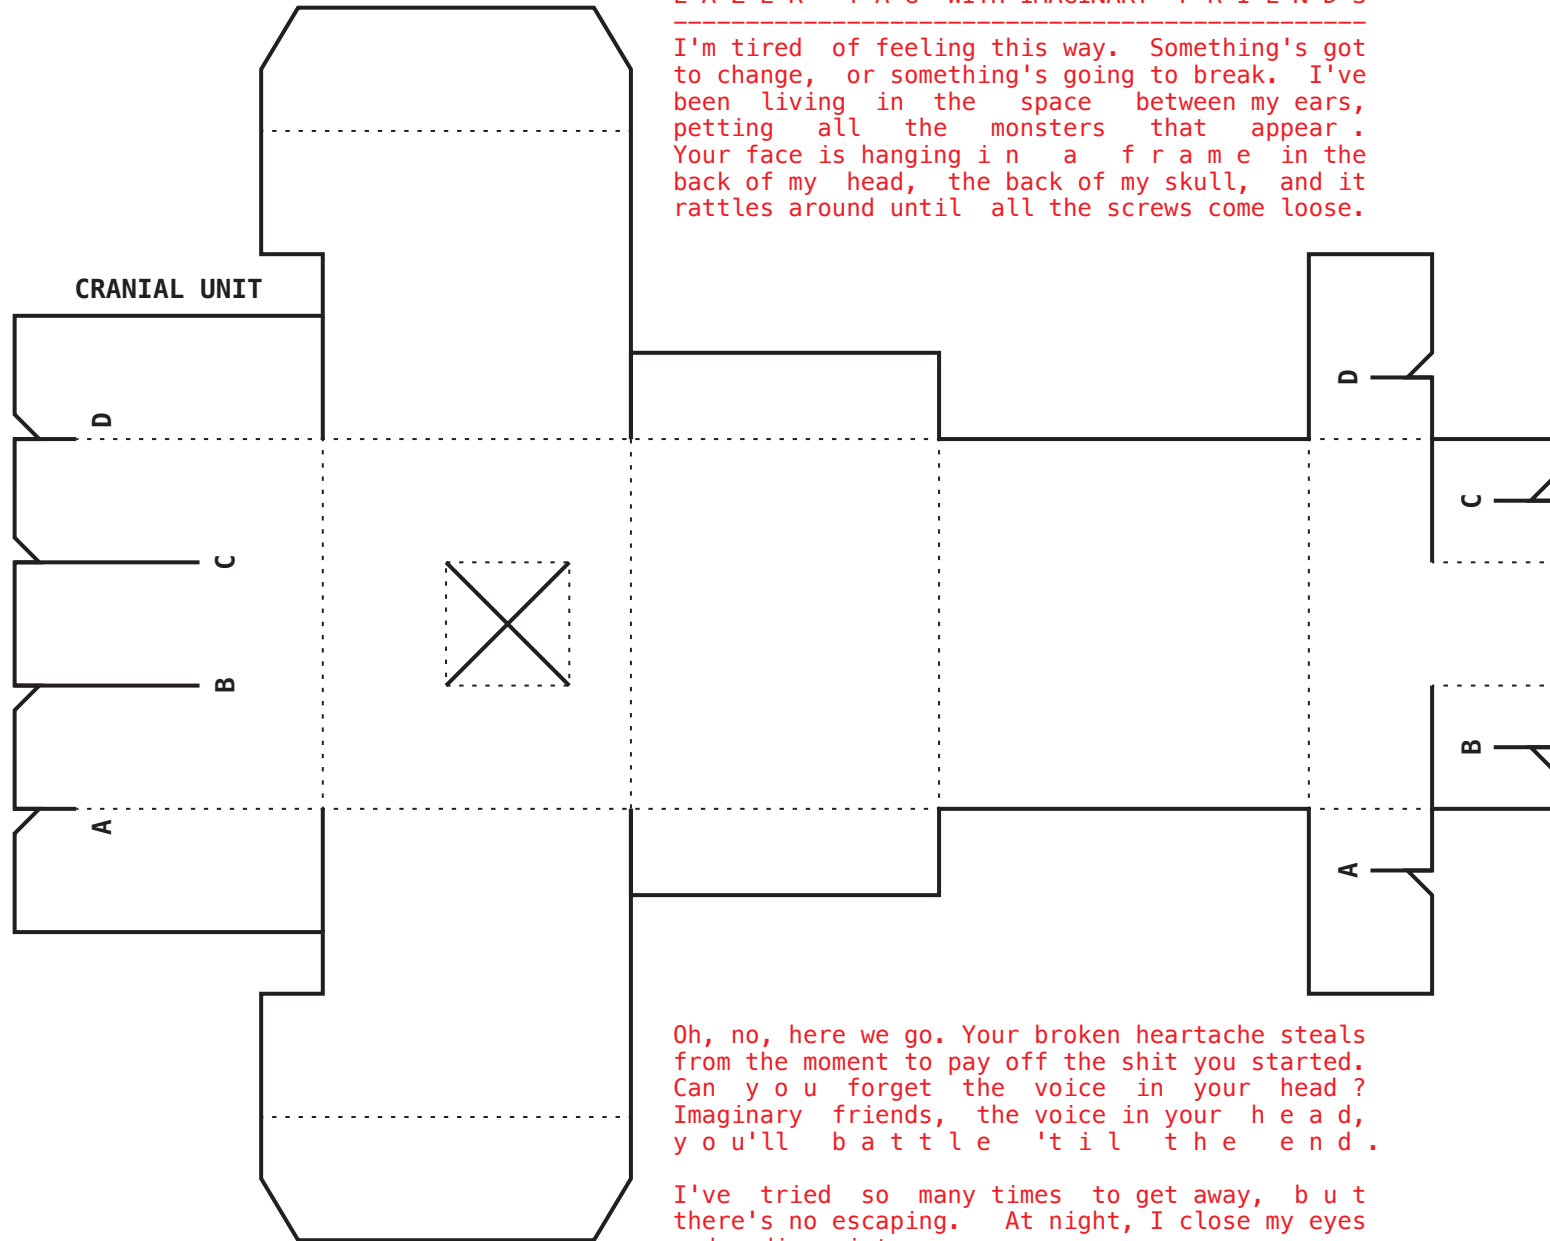 L A Z E R   T A G  WITH IMAGINARY  F R I E N D S
I'm tired  of feeling this way.  Something's got
to change,  or something's going to break.  I've
been  living  in  the   space   between my ears,
petting   all   the   monsters   that   appear .
Your face is hanging i n   a   f r a m e  in the
back of my  head,  the back of my skull,  and it
rattles around until  all the screws come loose.
CRANIAL UNIT
D
D
C
C
B
B
A
A
Oh, no, here we go. Your broken heartache steals
from the moment to pay off the shit you started.
Can  y o u  forget  the  voice  in  your  head ?
Imaginary  friends,  the voice in your  h e a d,
y o u'll   b a t t l e   't i l   t h e   e n d .
I've  tried  so  many times  to get away,  b u t
there's no escaping.   At night, I close my eyes